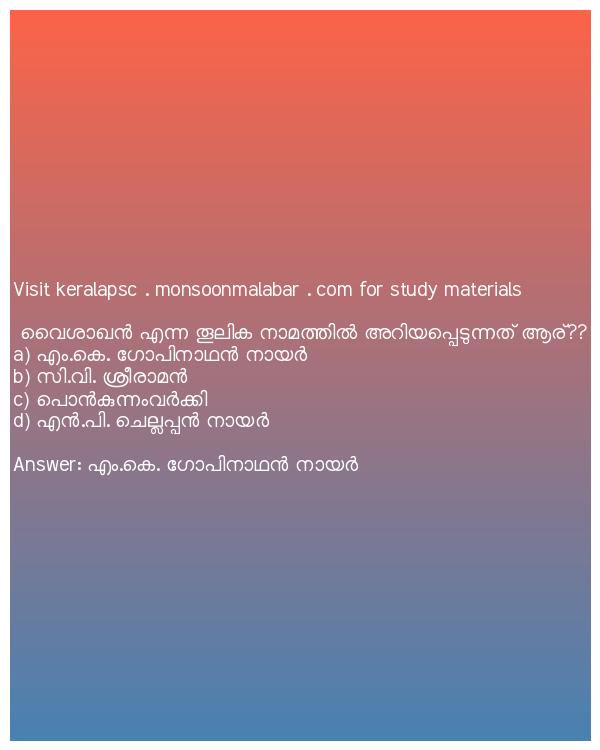 Visit keralapsc . monsoonmalabar . com for study materials
വൈശാഖൻ എന്ന തൂലിക നാമത്തിൽ അറിയപ്പെടുന്നത് ആര്??
a) എം.കെ. ഗോപിനാഥൻ നായർ
b) സി.വി. ശ്രീരാമൻ
c) പൊൻകുന്നംവർക്കി
d) എൻ.പി. ചെല്ലപ്പൻ നായർ
Answer: എം.കെ. ഗോപിനാഥൻ നായർ